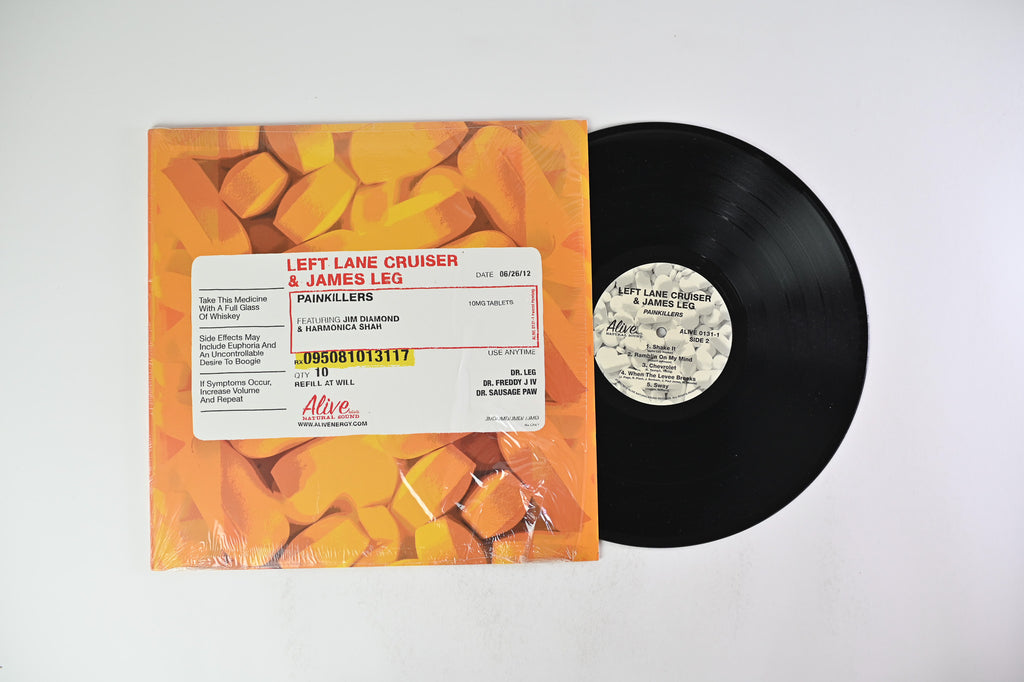 LEFT LANE CRUISER
& JAMES LEG
DATE 06/26/12
Take This Medicine
With A Full Glass
Of Whiskey
Side Effects May
Include Euphoria And
An Uncontrollable
Desire To Boogie
If Symptoms Occur,
Increase Volume
And Repeat
PAINKILLERS
10MG TABLETS
FEATURING JIM DIAMOND
& HARMONICA SHAH
RX 095081013117
USE ANYTIME
QTY 10
REFILL AT WILL
DR. LEG
DR. FREDDY J IV
DR. SAUSAGE PAW
Alive
NATURAL SOUND
WWW.ALIVENERGY.COM
LEFT LANE CRUISER
& JAMES LEG
PAINKILLERS
Alive
NATURAL SOUND
ALIVE 0131-1
SIDE 2
1. Shake It
2. Ramblin On My Mind
3. Chevrolet
4. When The Levee Breaks
5. Sway